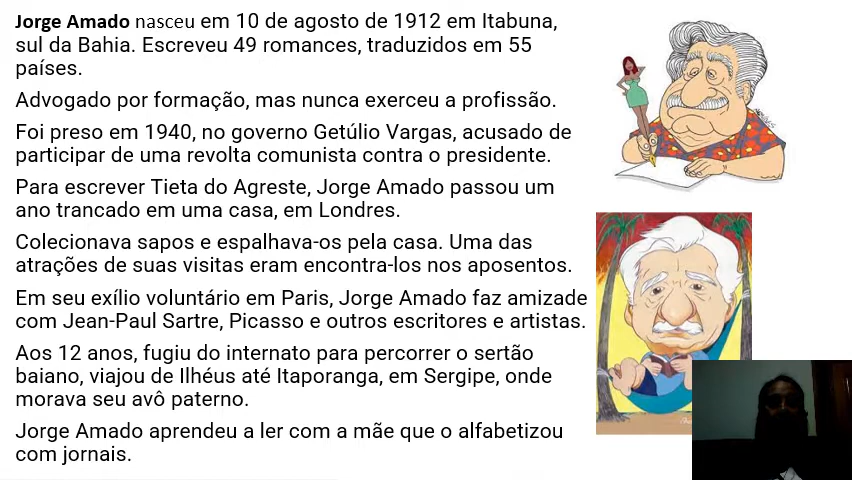 Jorge Amado nasceu em 10 de agosto de 1912 em Itabuna,
sul da Bahia. Escreveu 49 romances, traduzidos em 55
países.
Advogado por formação, mas nunca exerceu a profissão.
Foi preso em 1940, no governo Getúlio Vargas, acusado de
participar de uma revolta comunista contra o presidente.
Para escrever Tieta do Agreste, Jorge Amado passou um
ano trancado em uma casa, em Londres.
Colecionava sapos e espalhava-os pela casa. Uma das
atrações de suas visitas eram encontra-los nos aposentos.
Em seu exílio voluntário em Paris, Jorge Amado faz amizade
com Jean-Paul Sartre, Picasso e outros escritores e artistas.
Aos 12 anos, fugiu do internato para percorrer o sertão
baiano, viajou de Ilhéus até Itaporanga, em Sergipe, onde
morava seu avô paterno.
Jorge Amado aprendeu a ler com a mãe que o alfabetizou
com jornais.